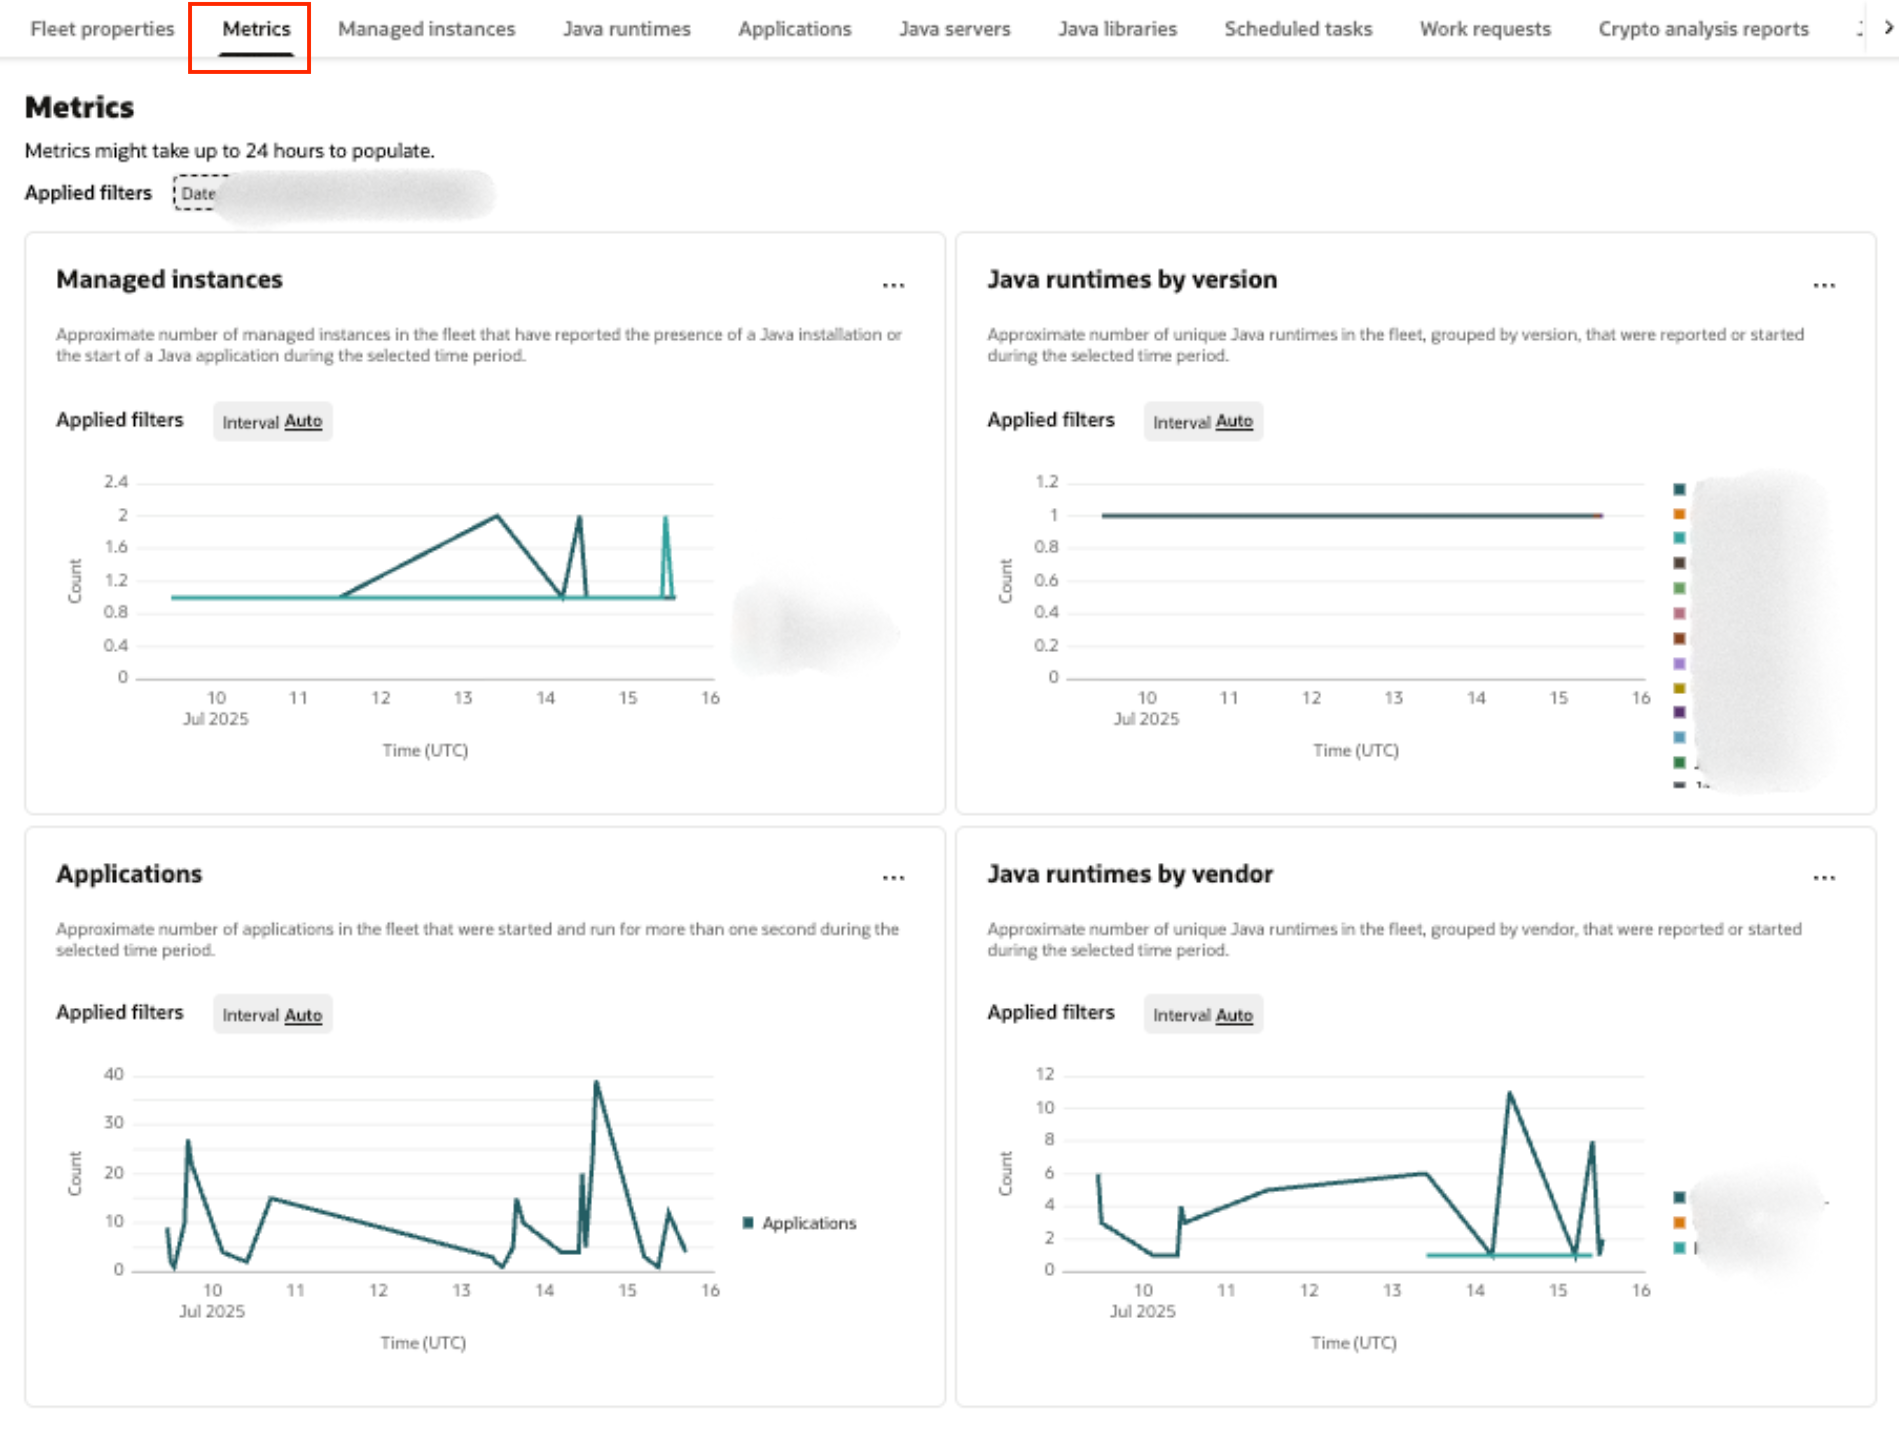 Fleet properties Metrics Managed instances Java runtimes Applications Java servers Java libraries Scheduled tasks Work requests Crypto analysis reports
Metrics
Metrics might take up to 24 hours to populate.
Applied filters Date
Managed instances ...
Approximate number of managed instances in the fleet that have reported the presence of a Java installation or
the start of a Java application during the selected time period.
Applied filters Interval Auto
2.4
2
1.6
1.2
0.8
0.4
0
Count
10 11 12 13 14 15 16
Jul 2025
Time (UTC)
Java runtimes by version ...
Approximate number of unique Java runtimes in the fleet, grouped by version, that were reported or started
during the selected time period.
Applied filters Interval Auto
1.2
1
0.8
0.6
0.4
0.2
0
Count
10 11 12 13 14 15 16
Jul 2025
Time (UTC)
Applications ...
Approximate number of applications in the fleet that were started and run for more than one second during the
selected time period.
Applied filters Interval Auto
40
30
20
10
0
Count
10 11 12 13 14 15 16
Jul 2025
Time (UTC)
Applications
Java runtimes by vendor ...
Approximate number of unique Java runtimes in the fleet, grouped by vendor, that were reported or started
during the selected time period.
Applied filters Interval Auto
12
10
8
6
4
2
0
Count
10 11 12 13 14 15 16
Jul 2025
Time (UTC)